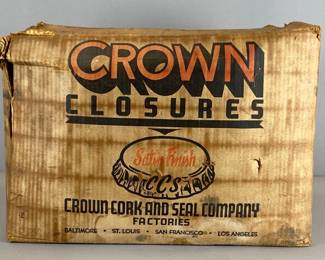 CROWN
CLOSURES
Satin Finish
CCS
CROWN CORK AND SEAL COMPANY
FACTORIES
BALTIMORE • ST. LOUIS • SAN FRANCISCO • LOS ANGELES